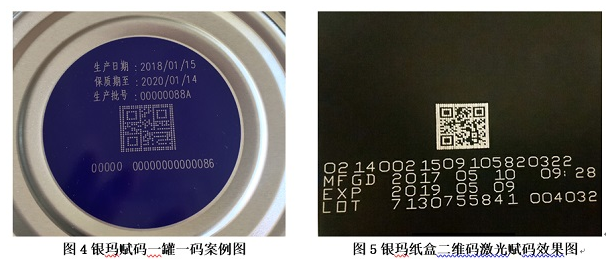 生产日期:2018/01/15
保质期至:2020/01/14
生产批号:00000088A
00000 00000000000086
图4银玛赋码一罐一码案例图
02140021509105820322
MFGD 2017 05 10 09:28
EXP 2019 05 09
LOT 7130755841 004032
图5银玛纸盒二维码激光赋码效果图